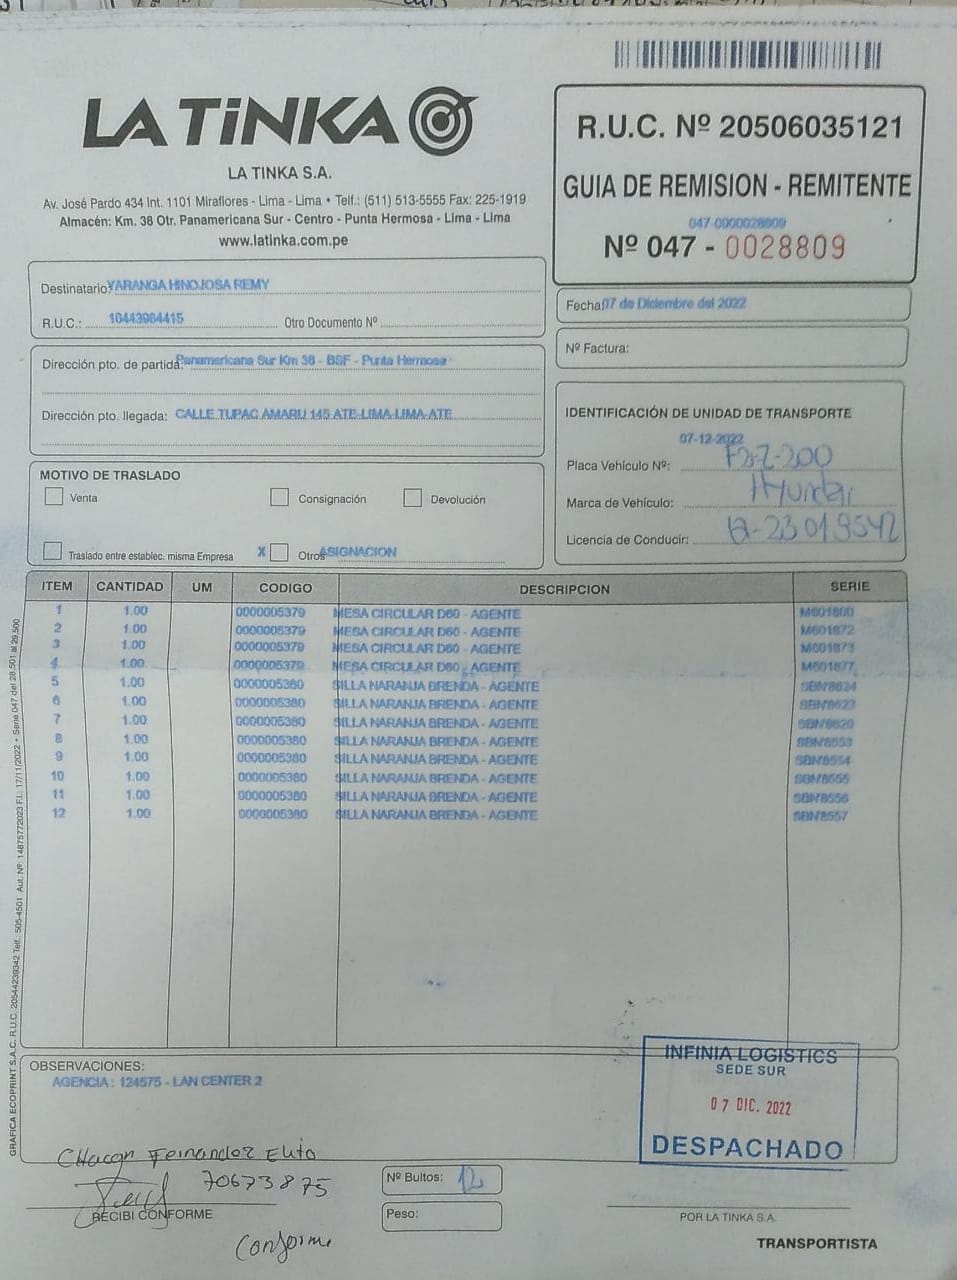 LA TiNKA
LA TINKA S.A.
Av. José Pardo 434 Int. 1101 Miraflores - Lima - Lima • Telf.: (511) 513-5555 Fax: 225-1919
Almacén: Km. 38 Otr. Panamericana Sur - Centro - Punta Hermosa - Lima - Lima
www.latinka.com.pe
R.U.C. Nº 20506035121
GUIA DE REMISION - REMITENTE
047-0000028809
Nº 047 - 0028809
Destinatario: YARANGA HINOJOSA REMY
R.U.C.: 10443984415 Otro Documento Nº
Fecha: 07 de Diciembre del 2022
Nº Factura:
Dirección pto. de partida: Panamericana Sur Km 38 - BSF - Punta Hermosa
Dirección pto. llegada: CALLE TUPAC AMARU 145 ATE-LIMA-LIMA-ATE
IDENTIFICACIÓN DE UNIDAD DE TRANSPORTE
07-12-2022
Placa Vehículo Nº:
Marca de Vehículo: Hyundai
Licencia de Conducir:
MOTIVO DE TRASLADO
Venta Consignación Devolución
Traslado entre establec. misma Empresa X Otros ASIGNACION
ITEM CANTIDAD UM CODIGO DESCRIPCION SERIE
1 1.00 0000005379 MESA CIRCULAR D60 - AGENTE M601800
2 1.00 0000005379 MESA CIRCULAR D60 - AGENTE M601872
3 1.00 0000005379 MESA CIRCULAR D60 - AGENTE M601873
4 1.00 0000005379 MESA CIRCULAR D60 - AGENTE M601877
5 1.00 0000005380 SILLA NARANJA BRENDA - AGENTE SBN8624
6 1.00 0000005380 SILLA NARANJA BRENDA - AGENTE SBN8623
7 1.00 0000005380 SILLA NARANJA BRENDA - AGENTE SBN8620
8 1.00 0000005380 SILLA NARANJA BRENDA - AGENTE SBN8553
9 1.00 0000005380 SILLA NARANJA BRENDA - AGENTE SBN8554
10 1.00 0000005380 SILLA NARANJA BRENDA - AGENTE SBN8555
11 1.00 0000005380 SILLA NARANJA BRENDA - AGENTE SBN8556
12 1.00 0000005380 SILLA NARANJA BRENDA - AGENTE SBN8557
GRAFICA ECOPRINT S.A.C. R.U.C. 20544239342 Telf.: 505-4501 Aut. Nº: 14875772023 F.I.: 17/11/2022 • Serie 047 del 28,501 al 29,500
OBSERVACIONES:
AGENCIA: 124575 - LAN CENTER 2
INFINIA LOGISTICS
SEDE SUR
07 DIC. 2022
DESPACHADO
Chacon Fernandez
70673875
RECIBI CONFORME
Conforme
Nº Bultos: 12
Peso:
POR LA TINKA S.A.
TRANSPORTISTA